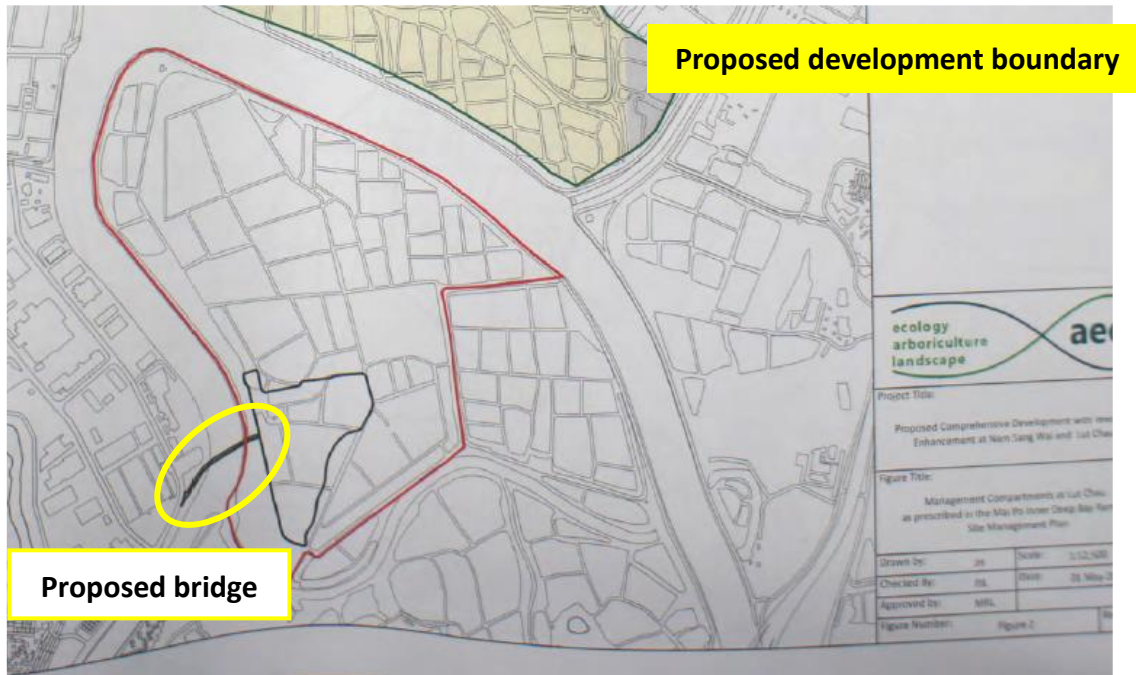 Proposed development boundary
Proposed bridge
ecology
arboriculture
landscape
aec
Project Title:
Proposed Comprehensive Development with
Enhancement at Nam Sang Wai and Lut Chau
Figure Title:
Management Compartments at Lut Chau
as prescribed in the Mai Po Inner Deep Bay
Site Management Plan
Drawn by:
Scale:
Checked By:
Date:
Approved by:
Figure Number:
Figure 2